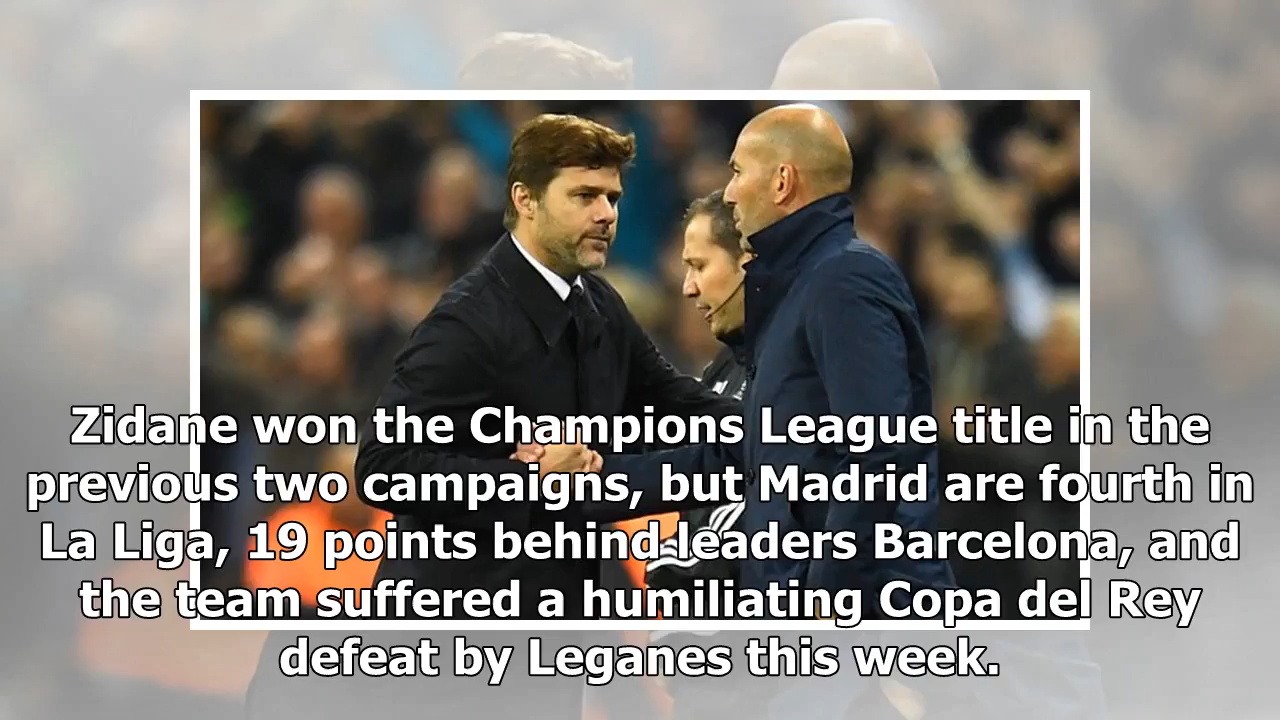 Zidane won the Champions League title in the
previous two campaigns, but Madrid are fourth in
La Liga, 19 points behind leaders Barcelona, and
the team suffered a humiliating Copa del Rey
defeat by Leganes this week.